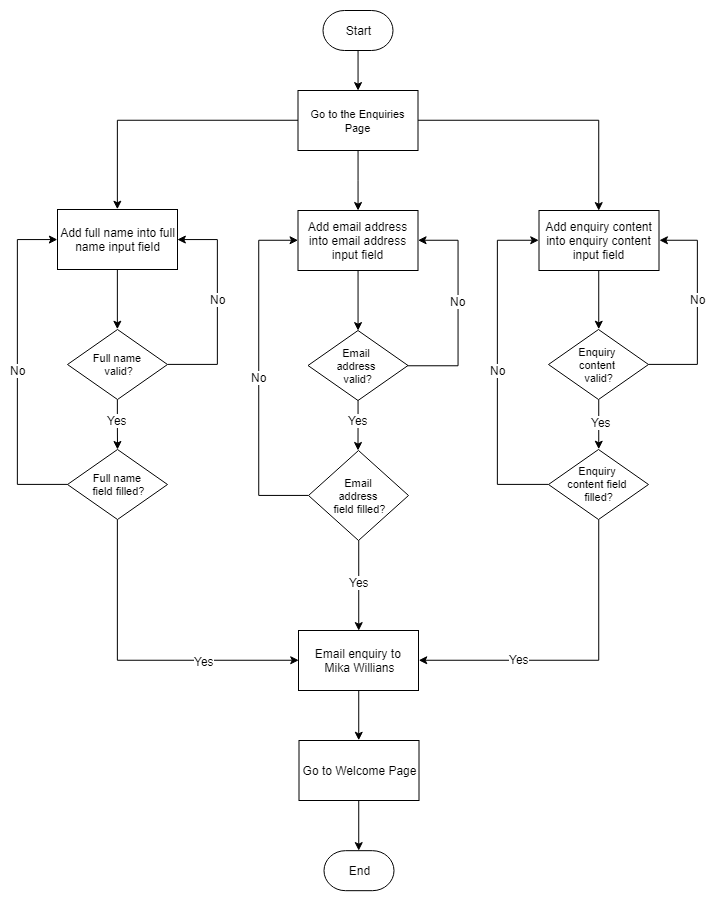 Start
Go to the Enquiries
Page
Add full name into full
name input field
Add email address
into email address
input field
Add enquiry content
into enquiry content
input field
No
No
No
Full name
valid?
Email
address
valid?
Enquiry
content
valid?
No
No
No
Yes
Yes
Yes
Full name
field filled?
Email
address
field filled?
Enquiry
content field
filled?
Yes
Email enquiry to
Mika Willians
Yes
Yes
Go to Welcome Page
End